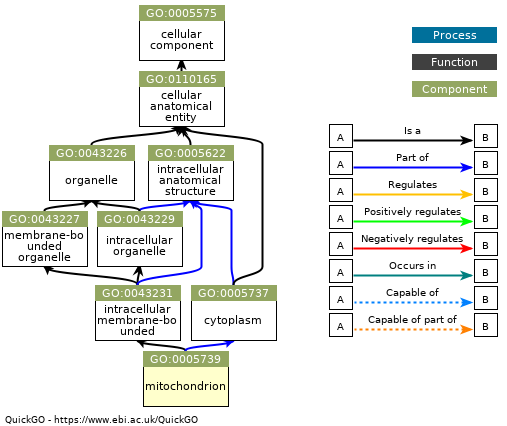 GO:0005575
cellular
component
GO:0110165
cellular
anatomical
entity
GO:0043226
organelle
GO:0005622
intracellular
anatomical
structure
GO:0043227
membrane-bo
unded
organelle
GO:0043229
intracellular
organelle
GO:0043231
intracellular
membrane-bo
unded
GO:0005737
cytoplasm
GO:0005739
mitochondrion
Process
Function
Component
A Is a B
A Part of B
A Regulates B
A Positively regulates B
A Negatively regulates B
A Occurs in B
A Capable of B
A Capable of part of B
QuickGO - https://www.ebi.ac.uk/QuickGO